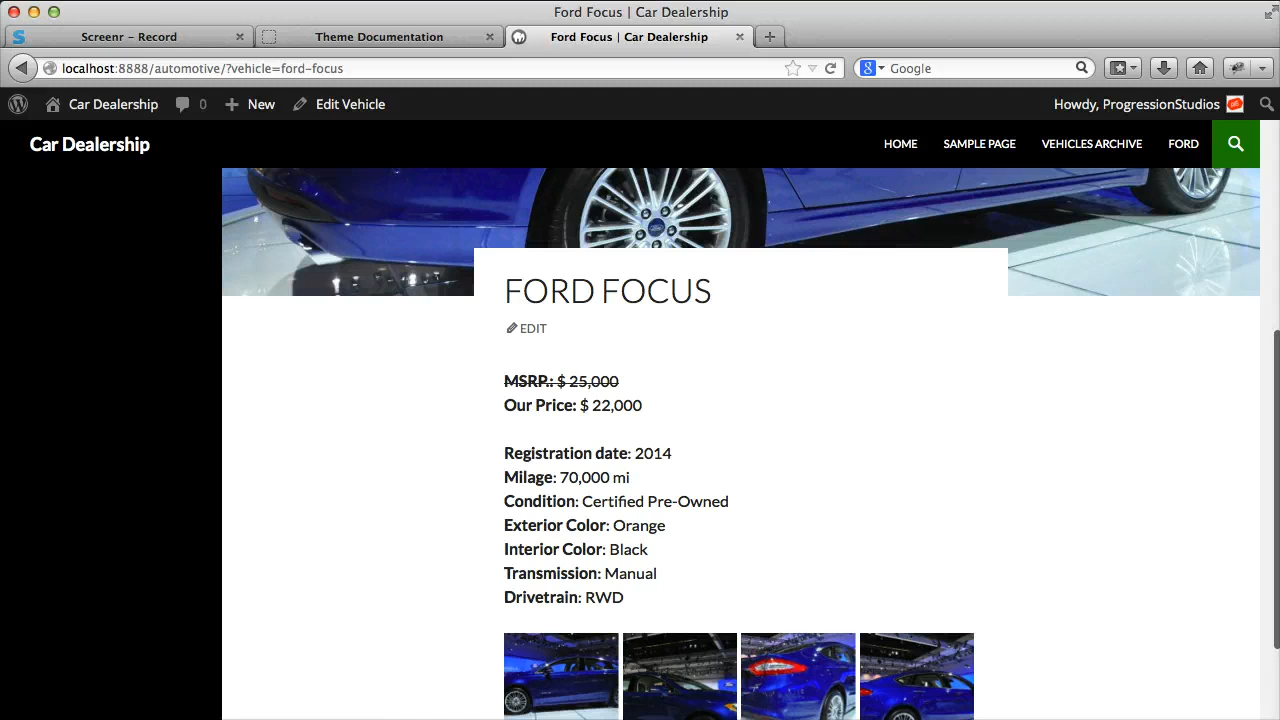 Ford Focus | Car Dealership
Screenr – Record
Theme Documentation
Ford Focus | Car Dealership
localhost:8888/automotive/?vehicle=ford-focus
Google
Car Dealership
0
New
Edit Vehicle
Howdy, ProgressionStudios
Car Dealership
HOME
SAMPLE PAGE
VEHICLES ARCHIVE
FORD
FORD FOCUS
EDIT
MSRP.: $ 25,000
Our Price: $ 22,000
Registration date: 2014
Milage: 70,000 mi
Condition: Certified Pre-Owned
Exterior Color: Orange
Interior Color: Black
Transmission: Manual
Drivetrain: RWD